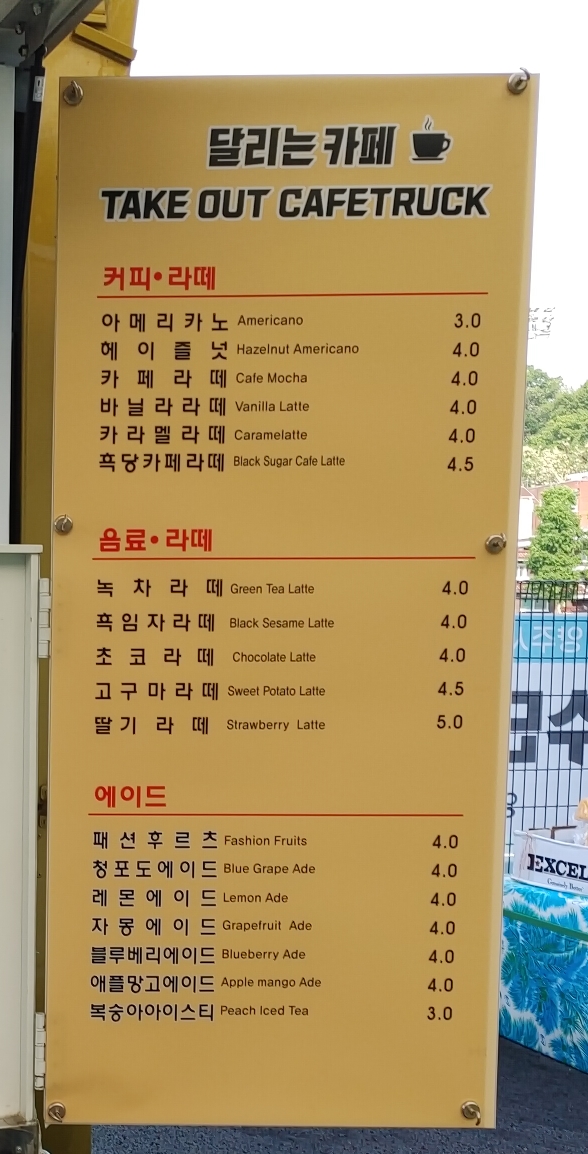 달리는 카페
TAKE OUT CAFETRUCK
커피•라떼
아메리카노 Americano 3.0
헤이즐넛 Hazelnut Americano 4.0
카페라떼 Cafe Mocha 4.0
바닐라라떼 Vanilla Latte 4.0
카라멜라떼 Caramelatte 4.0
흑당카페라떼 Black Sugar Cafe Latte 4.5
음료•라떼
녹차라떼 Green Tea Latte 4.0
흑임자라떼 Black Sesame Latte 4.0
초코라떼 Chocolate Latte 4.0
고구마라떼 Sweet Potato Latte 4.5
딸기라떼 Strawberry Latte 5.0
에이드
패션후르츠 Fashion Fruits 4.0
청포도에이드 Blue Grape Ade 4.0
레몬에이드 Lemon Ade 4.0
자몽에이드 Grapefruit Ade 4.0
블루베리에이드 Blueberry Ade 4.0
애플망고에이드 Apple mango Ade 4.0
복숭아아이스티 Peach Iced Tea 3.0
EXCEL